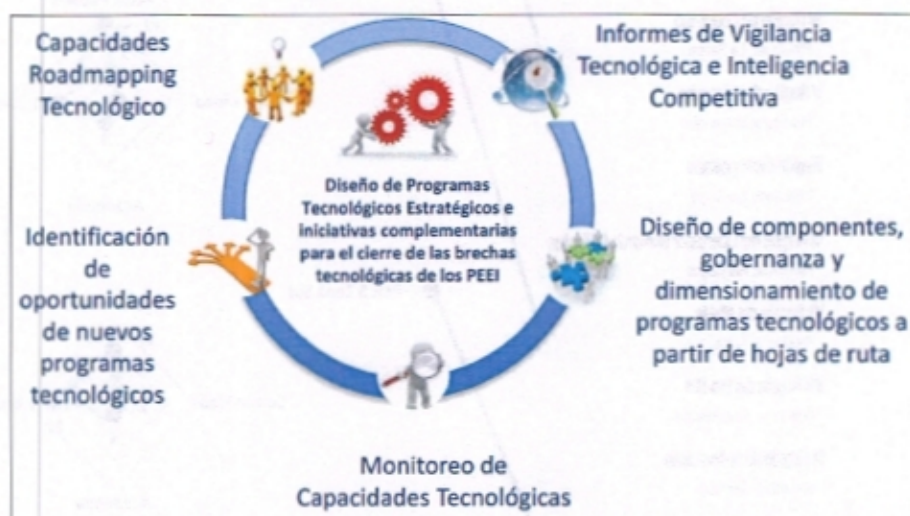 Capacidades
Roadmapping
Tecnológico
Informes de Vigilancia
Tecnológica e Inteligencia
Competitiva
Diseño de Programas
Tecnológicos Estratégicos e
iniciativas complementarias
para el cierre de las brechas
tecnológicas de los PEEI
Identificación
de
oportunidades
de nuevos
programas
tecnológicos
Diseño de componentes,
gobernanza y
dimensionamiento de
programas tecnológicos a
partir de hojas de ruta
Monitoreo de
Capacidades Tecnológicas